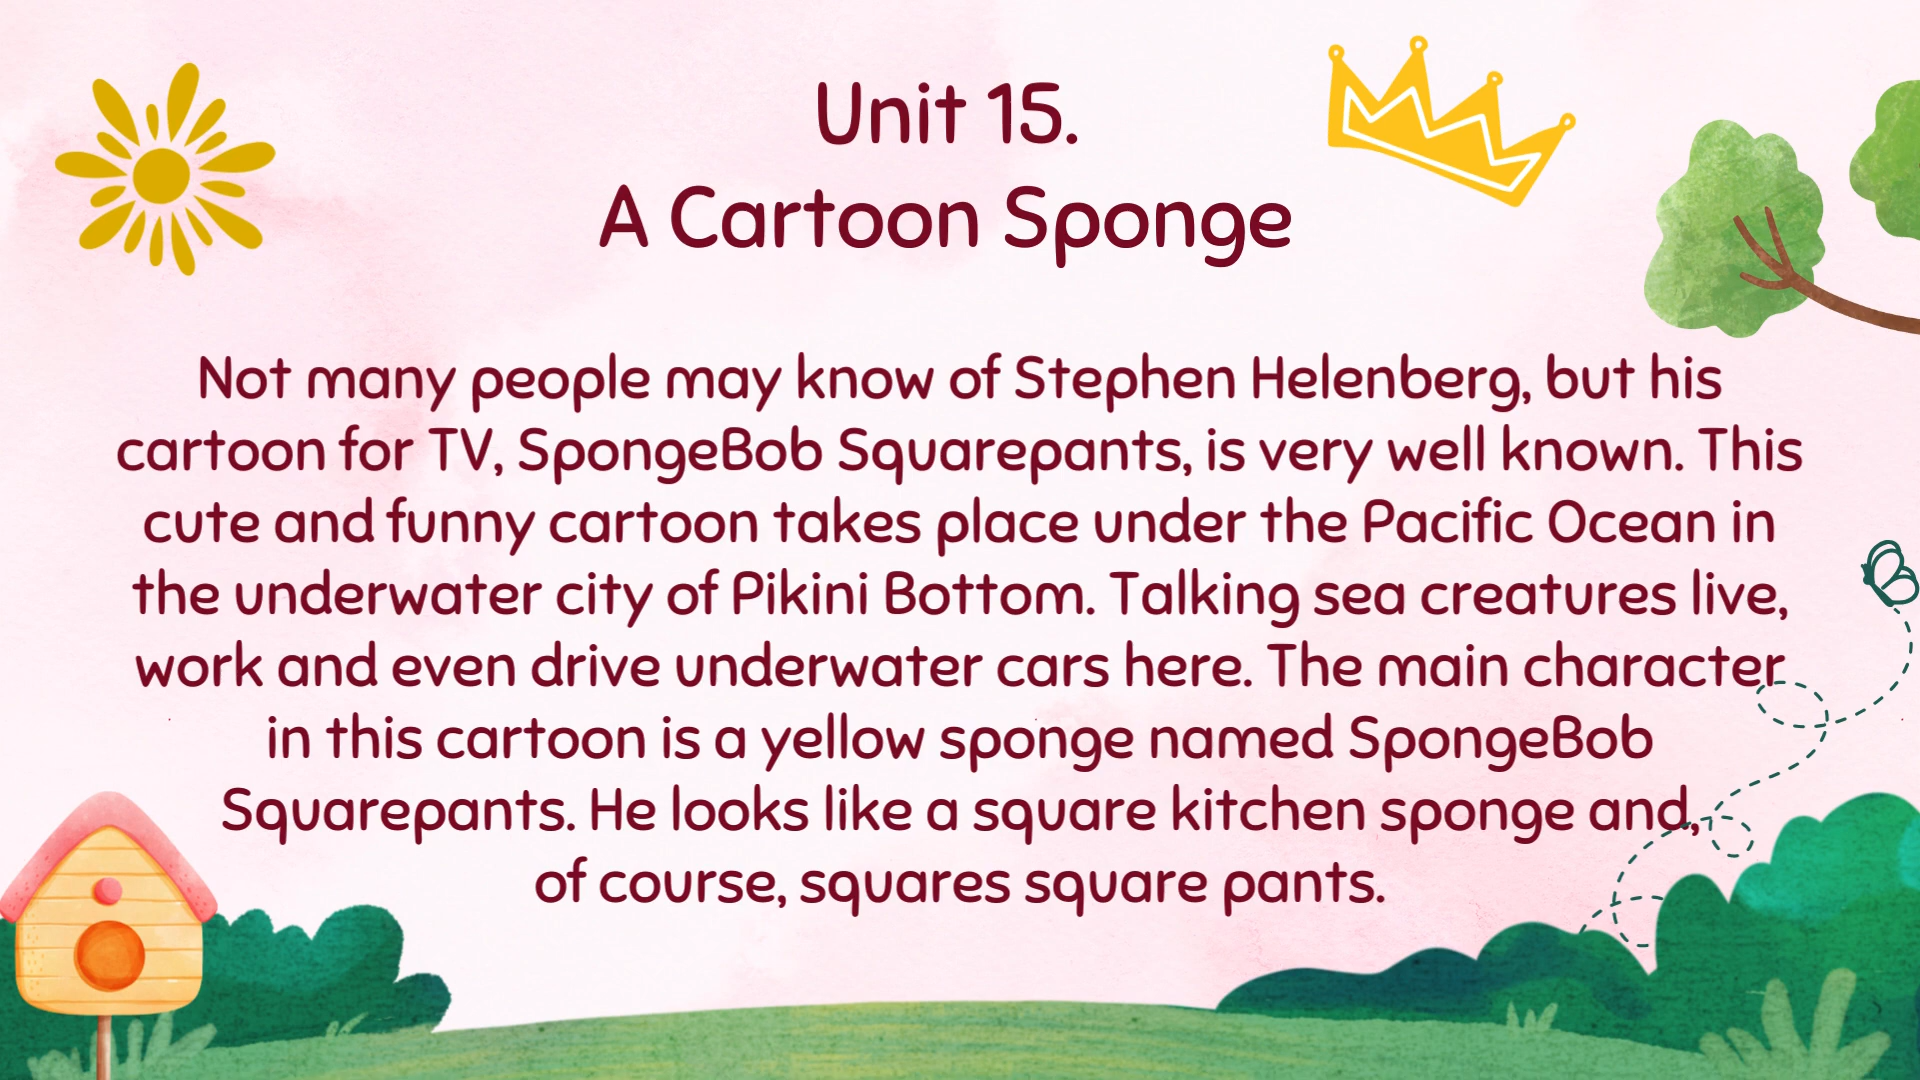 Unit 15.
A Cartoon Sponge
Not many people may know of Stephen Helenberg, but his
cartoon for TV, SpongeBob Squarepants, is very well known. This
cute and funny cartoon takes place under the Pacific Ocean in
the underwater city of Pikini Bottom. Talking sea creatures live,
work and even drive underwater cars here. The main character
in this cartoon is a yellow sponge named SpongeBob
Squarepants. He looks like a square kitchen sponge and,
of course, squares square pants.